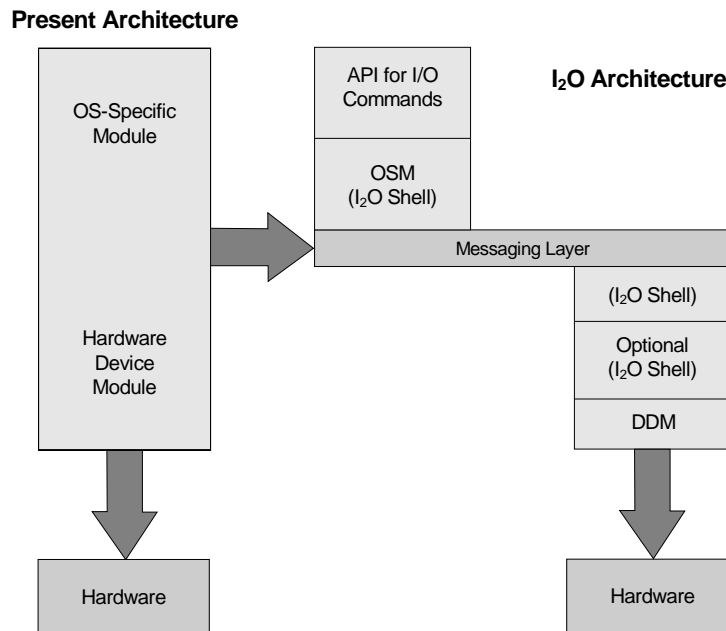 Present Architecture
OS-Specific
Module
Hardware
Device
Module
Hardware
API for I/O
Commands
I₂O Architecture
OSM
(I₂O Shell)
Messaging Layer
(I₂O Shell)
Optional
(I₂O Shell)
DDM
Hardware